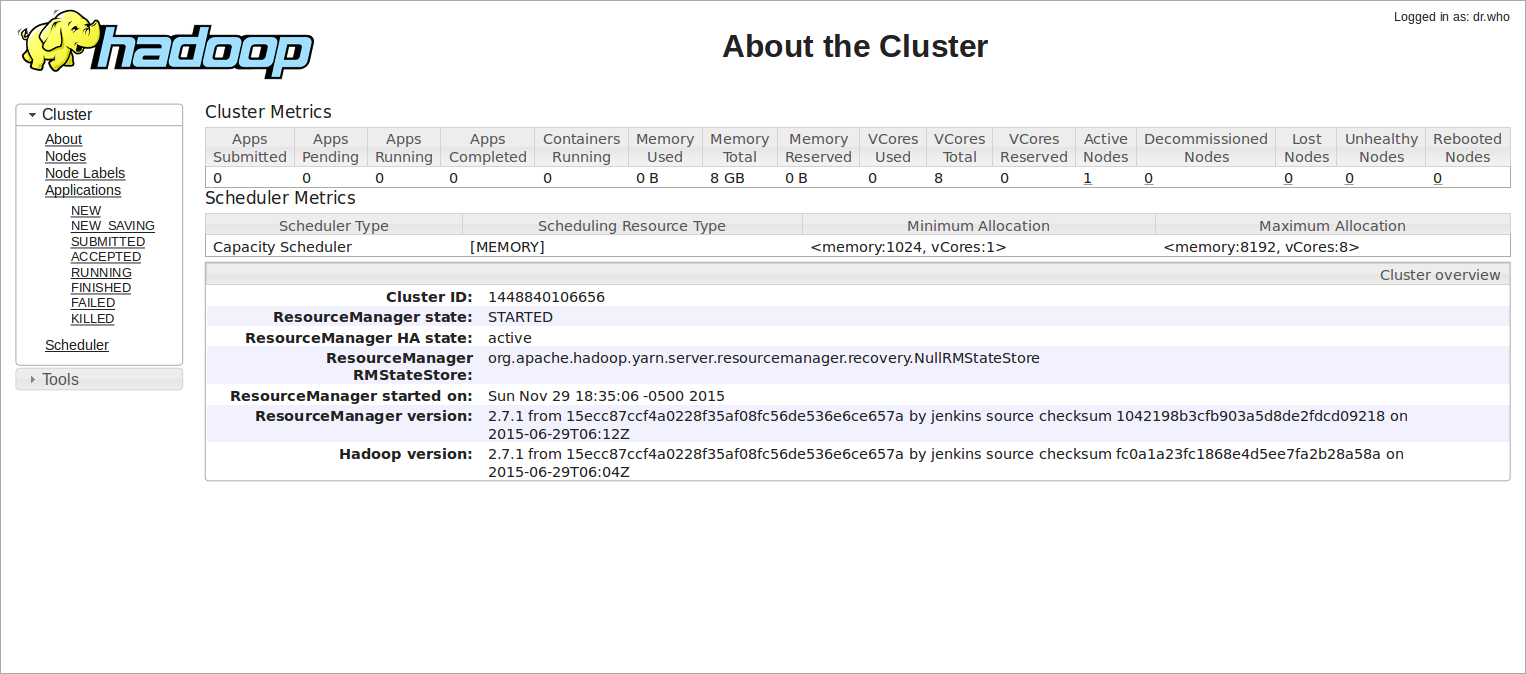 Logged in as: dr.who
hadoop
About the Cluster
Cluster
About
Nodes
Node Labels
Applications
NEW
NEW_SAVING
SUBMITTED
ACCEPTED
RUNNING
FINISHED
FAILED
KILLED
Scheduler
Tools
Cluster Metrics
Apps Submitted Apps Pending Apps Running Apps Completed Containers Running Memory Used Memory Total Memory Reserved VCores Used VCores Total VCores Reserved Active Nodes Decommissioned Nodes Lost Nodes Unhealthy Nodes Rebooted Nodes
0 0 0 0 0 0 B 8 GB 0 B 0 8 0 1 0 0 0 0
Scheduler Metrics
Scheduler Type Scheduling Resource Type Minimum Allocation Maximum Allocation
Capacity Scheduler [MEMORY] <memory:1024, vCores:1> <memory:8192, vCores:8>
Cluster overview
Cluster ID: 1448840106656
ResourceManager state: STARTED
ResourceManager HA state: active
ResourceManager RMStateStore: org.apache.hadoop.yarn.server.resourcemanager.recovery.NullRMStateStore
ResourceManager started on: Sun Nov 29 18:35:06 -0500 2015
ResourceManager version: 2.7.1 from 15ecc87ccf4a0228f35af08fc56de536e6ce657a by jenkins source checksum 1042198b3cfb903a5d8de2fdcd09218 on
2015-06-29T06:12Z
Hadoop version: 2.7.1 from 15ecc87ccf4a0228f35af08fc56de536e6ce657a by jenkins source checksum fc0a1a23fc1868e4d5ee7fa2b28a58a on
2015-06-29T06:04Z